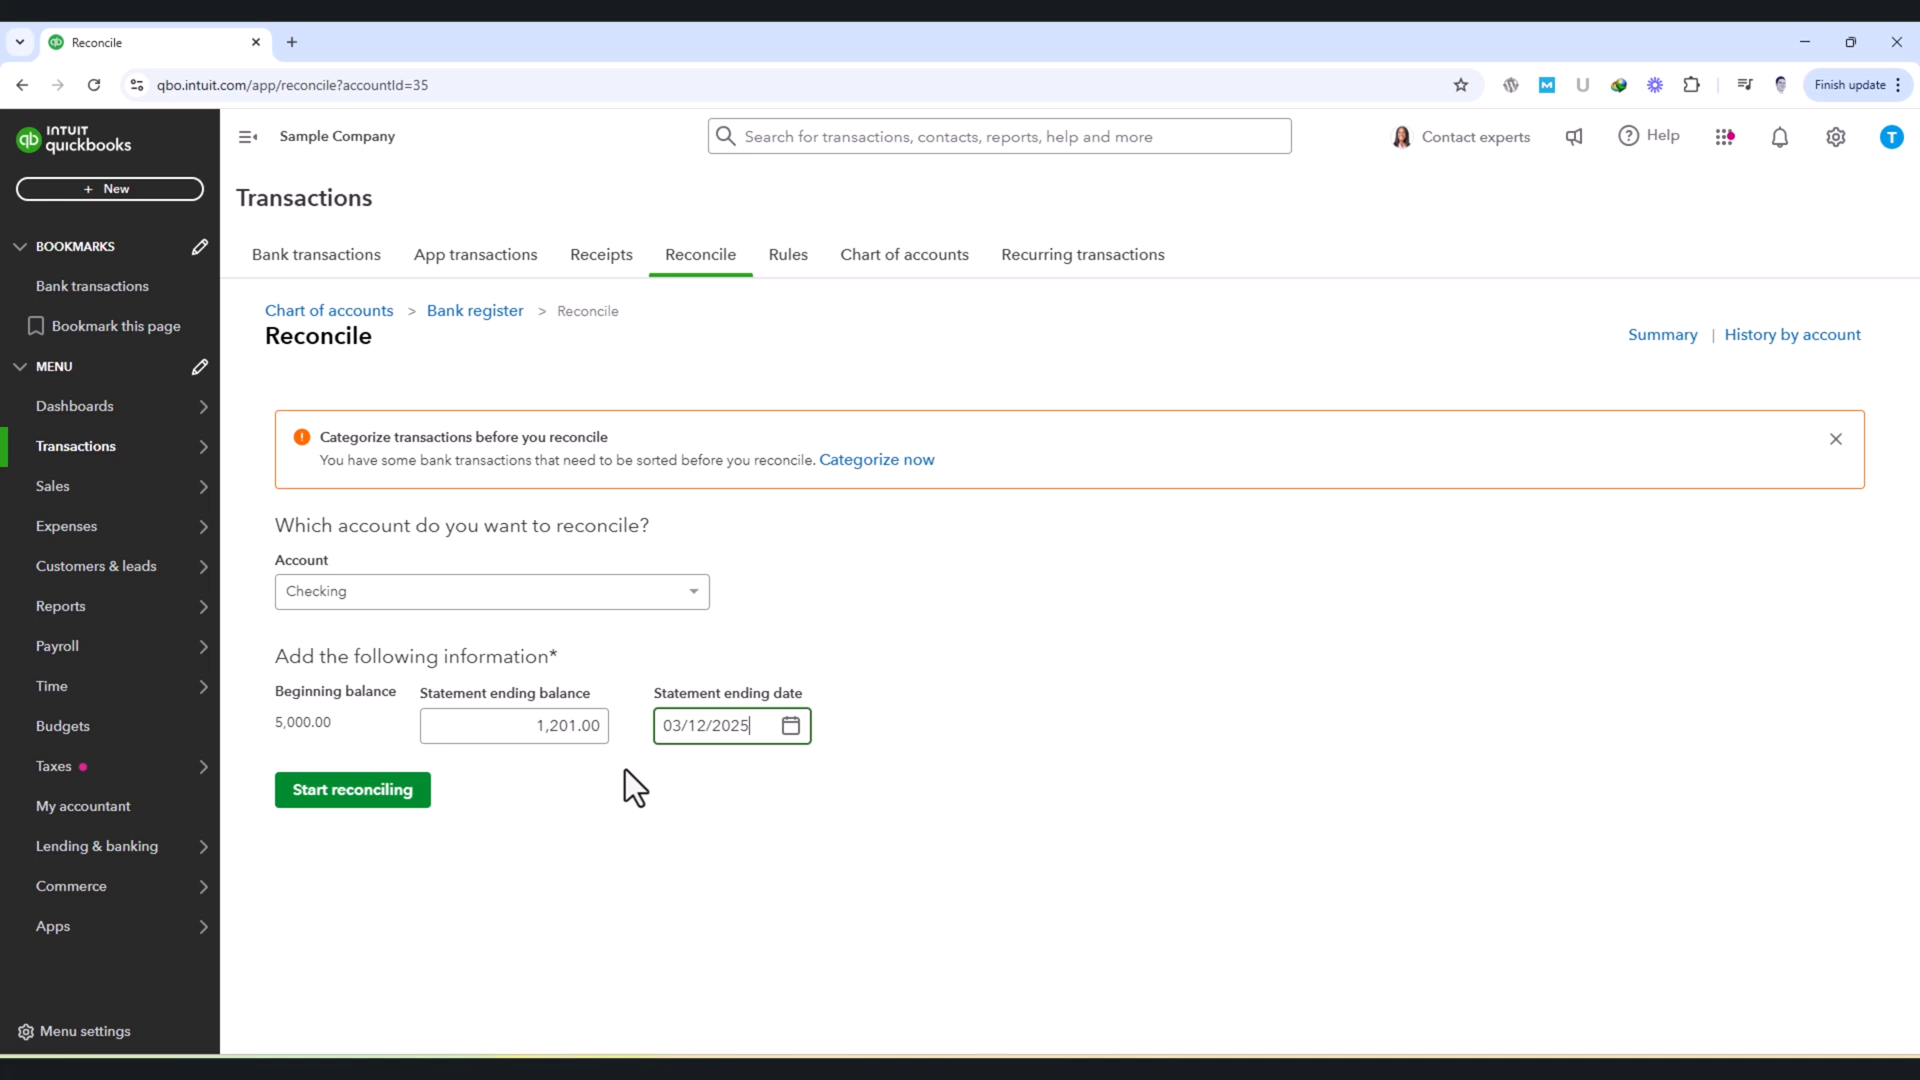 Reconcile
qbo.intuit.com/app/reconcile?accountId=35
Finish update
INTUIT
quickbooks
Sample Company
Search for transactions, contacts, reports, help and more
Contact experts
Help
T
+ New
Transactions
BOOKMARKS
Bank transactions
Bookmark this page
MENU
Dashboards
Transactions
Sales
Expenses
Customers & leads
Reports
Payroll
Time
Budgets
Taxes
My accountant
Lending & banking
Commerce
Apps
Menu settings
Bank transactions App transactions Receipts Reconcile Rules Chart of accounts Recurring transactions
Chart of accounts > Bank register > Reconcile
Reconcile
Summary | History by account
Categorize transactions before you reconcile
You have some bank transactions that need to be sorted before you reconcile. Categorize now
Which account do you want to reconcile?
Account
Checking
Add the following information*
Beginning balance Statement ending balance Statement ending date
5,000.00 1,201.00 03/12/2025
Start reconciling